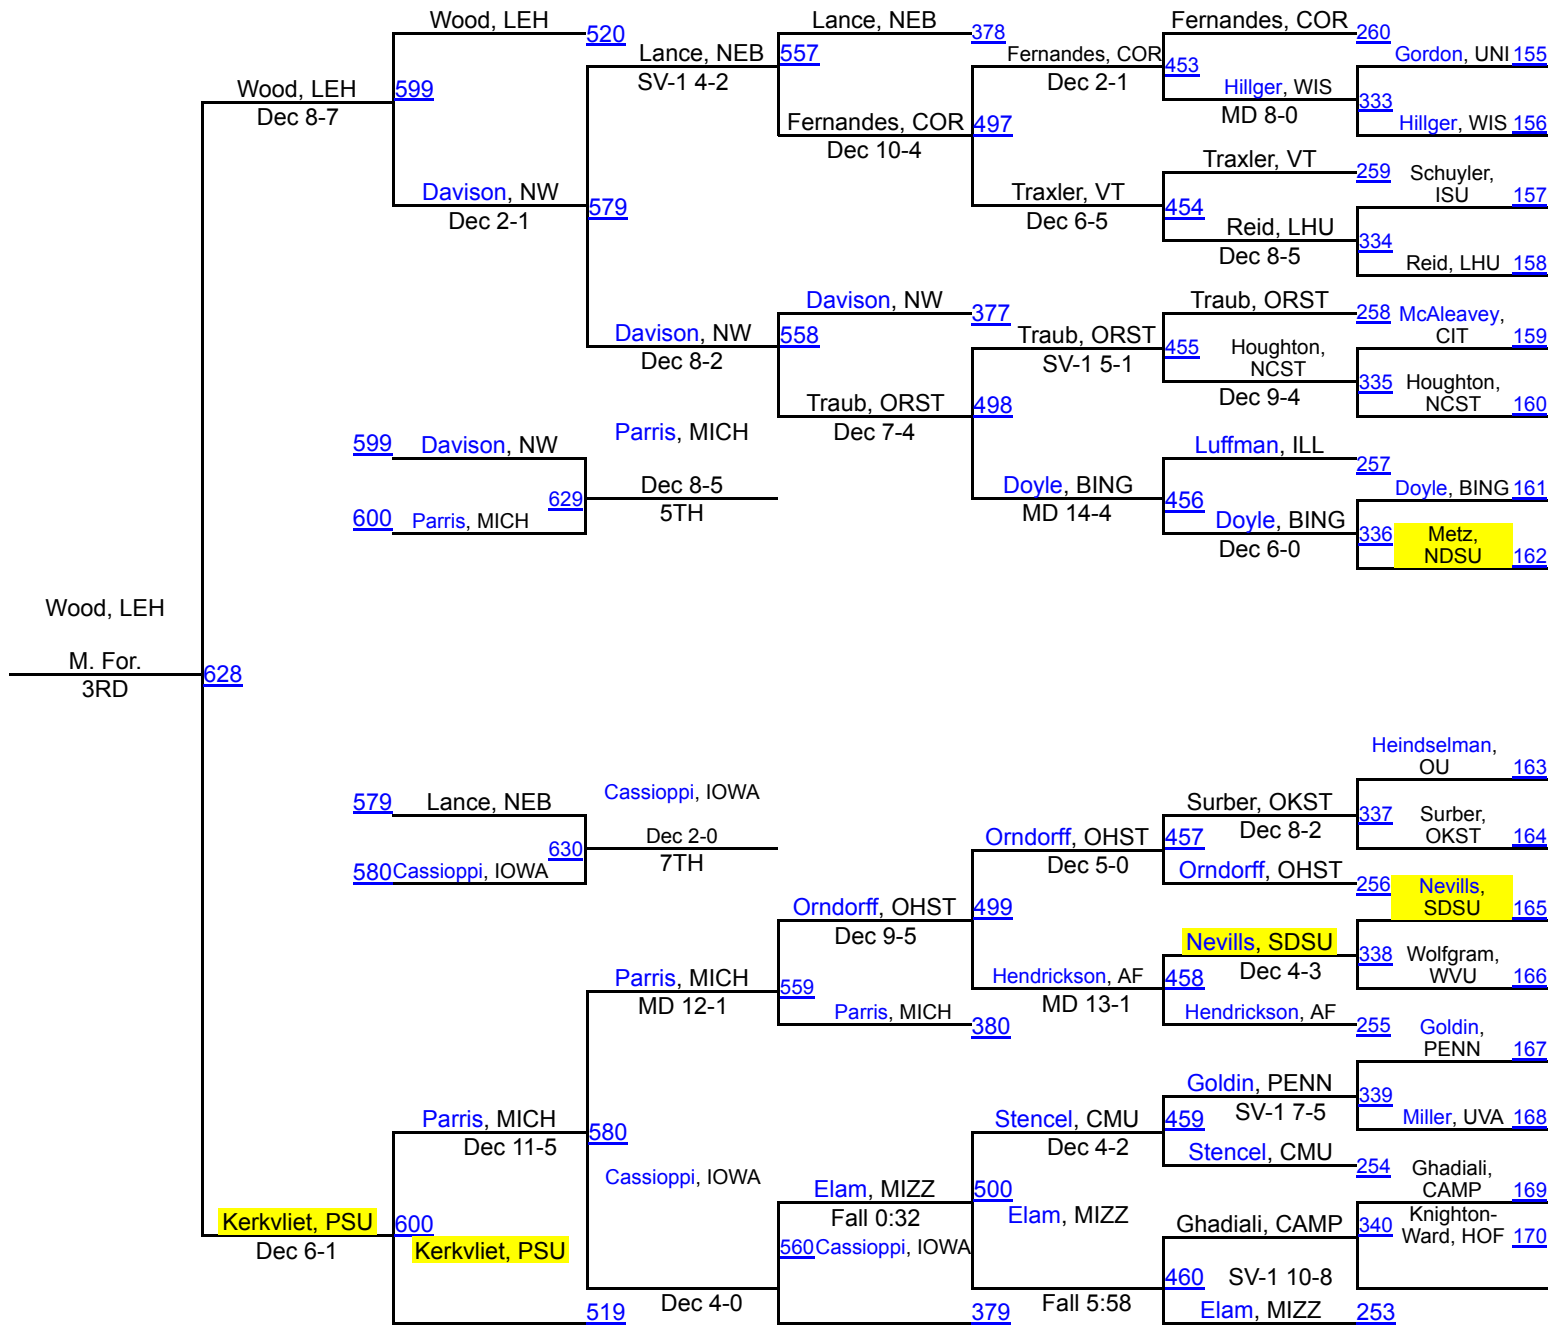 Wood, LEH
520
Lance, NEB
378
Fernandes, COR
260
Lance, NEB
SV-1 4-2
557
Fernandes, COR
Dec 2-1
453
Gordon, UNI 155
Wood, LEH
Dec 8-7
599
Hillger, WIS
MD 8-0
333
Hillger, WIS 156
Fernandes, COR
Dec 10-4
497
Traxler, VT
259
Schuyler,
ISU
157
Davison, NW
Dec 2-1
579
Traxler, VT
Dec 6-5
454
Reid, LHU
Dec 8-5
334
Reid, LHU 158
Davison, NW
377
Traub, ORST
258
McAleavey,
CIT
159
Davison, NW
Dec 8-2
558
Traub, ORST
SV-1 5-1
455
Houghton,
NCST
Dec 9-4
335
Houghton,
NCST
160
Traub, ORST
Dec 7-4
498
599
Davison, NW
Parris, MICH
Luffman, ILL
257
629
Dec 8-5
5TH
Doyle, BING
MD 14-4
456
Doyle, BING 161
600
Parris, MICH
Doyle, BING
Dec 6-0
336
Metz,
NDSU
162
Wood, LEH
M. For.
3RD
628
Heindselman,
OU
163
579
Lance, NEB
Cassioppi, IOWA
Surber, OKST
Dec 8-2
337
Surber,
OKST
164
630
Dec 2-0
7TH
Orndorff, OHST
Dec 5-0
457
580
Cassioppi, IOWA
Orndorff, OHST
256
Nevills,
SDSU
165
Orndorff, OHST
Dec 9-5
499
Nevills, SDSU
Dec 4-3
338
Wolfgram,
WVU
166
Parris, MICH
MD 12-1
559
Hendrickson, AF
MD 13-1
458
Parris, MICH
380
Hendrickson, AF
255
Goldin,
PENN
167
Goldin, PENN
SV-1 7-5
339
Miller, UVA 168
Parris, MICH
Dec 11-5
580
Stencel, CMU
Dec 4-2
459
Stencel, CMU
254
Ghadiali,
CAMP
169
Cassioppi, IOWA
Elam, MIZZ
Fall 0:32
500
Elam, MIZZ
Ghadiali, CAMP
340
Knighton-
Ward, HOF
170
Kerkvliet, PSU
Dec 6-1
600
Kerkvliet, PSU
560
Cassioppi, IOWA
460
SV-1 10-8
Dec 4-0
519
379
Fall 5:58
Elam, MIZZ
253